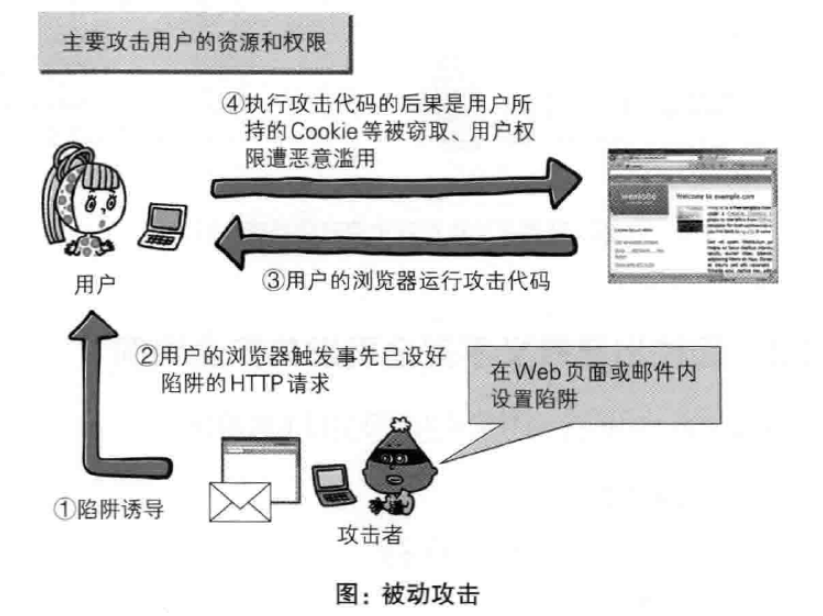 主要攻击用户的资源和权限
④执行攻击代码的后果是用户所
持的Cookie等被窃取、用户权
限遭恶意滥用
Welcome to example.com
用户
③用户的浏览器运行攻击代码
②用户的浏览器触发事先已设好
陷阱的HTTP请求
在Web页面或邮件内
设置陷阱
①陷阱诱导
攻击者
图：被动攻击